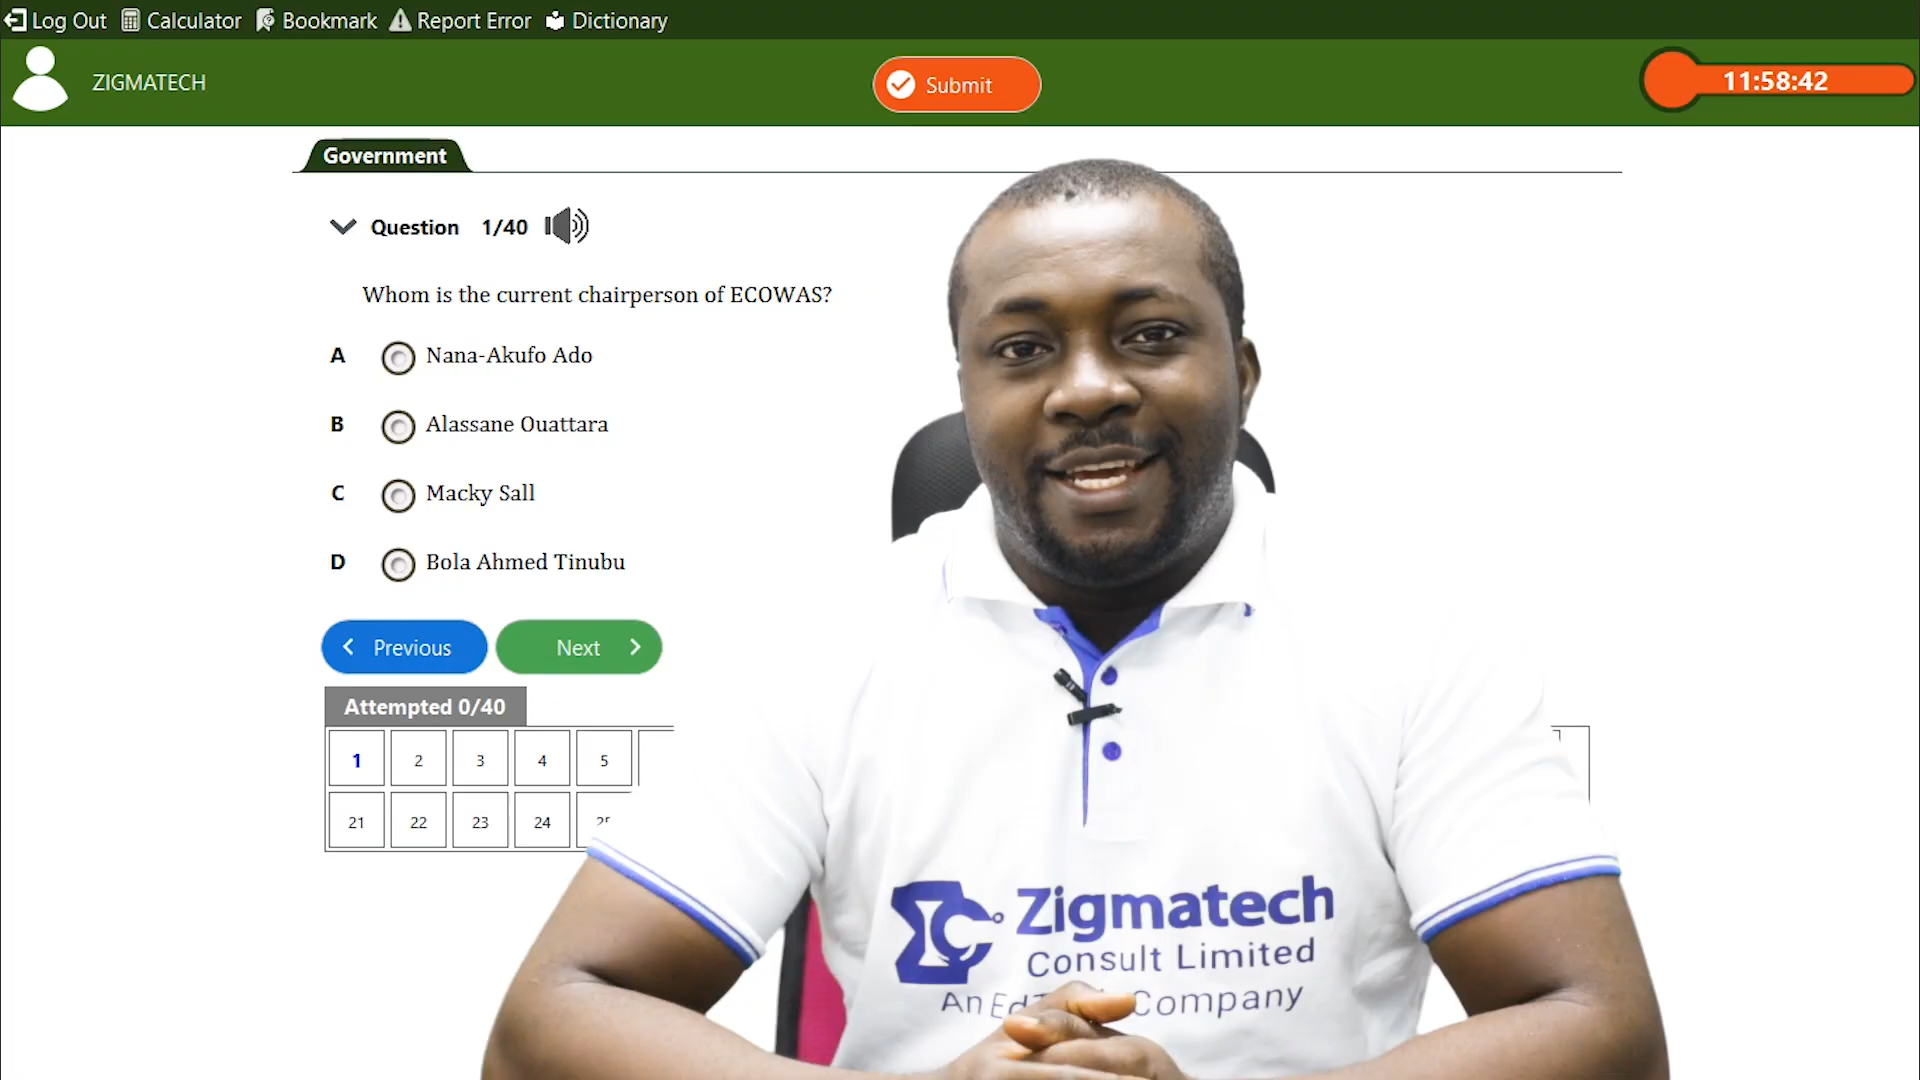 Log Out Calculator Bookmark Report Error Dictionary
ZIGMATECH
Submit
11:58:42
Government
Question 1/40
Whom is the current chairperson of ECOWAS?
A Nana-Akufo Ado
B Alassane Ouattara
C Macky Sall
D Bola Ahmed Tinubu
Previous Next
Attempted 0/40
1 2 3 4 5
21 22 23 24
Zigmatech
Consult Limited
An Company